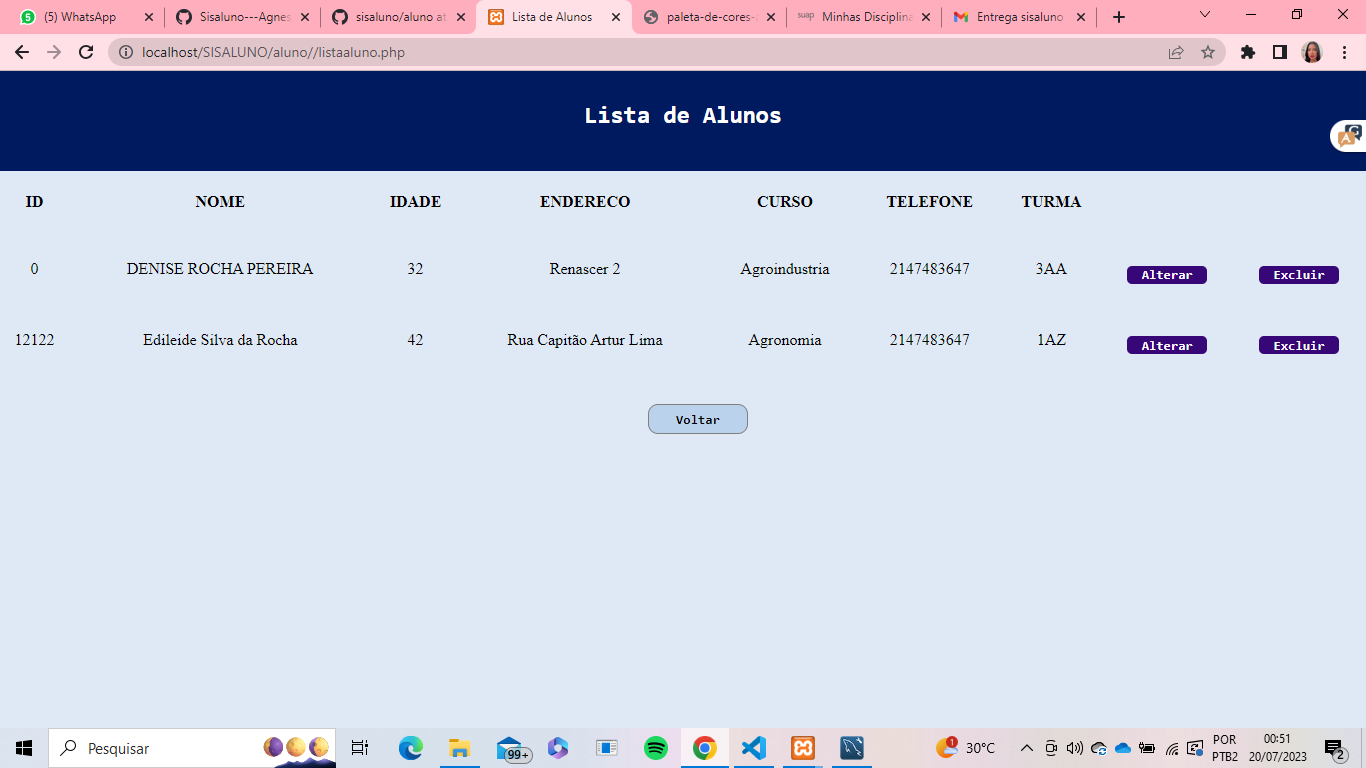 (5) WhatsApp
Sisaluno---Agnes
sisaluno/aluno at
Lista de Alunos
paleta-de-cores-
suap Minhas Disciplina
Entrega sisaluno
localhost/SISALUNO/aluno//listaaluno.php
Lista de Alunos
ID NOME IDADE ENDERECO CURSO TELEFONE TURMA
0 DENISE ROCHA PEREIRA 32 Renascer 2 Agroindustria 2147483647 3AA Alterar Excluir
12122 Edileide Silva da Rocha 42 Rua Capitão Artur Lima Agronomia 2147483647 1AZ Alterar Excluir
Voltar
Pesquisar
99+
1
30°C
POR
PTB2
00:51
20/07/2023
2